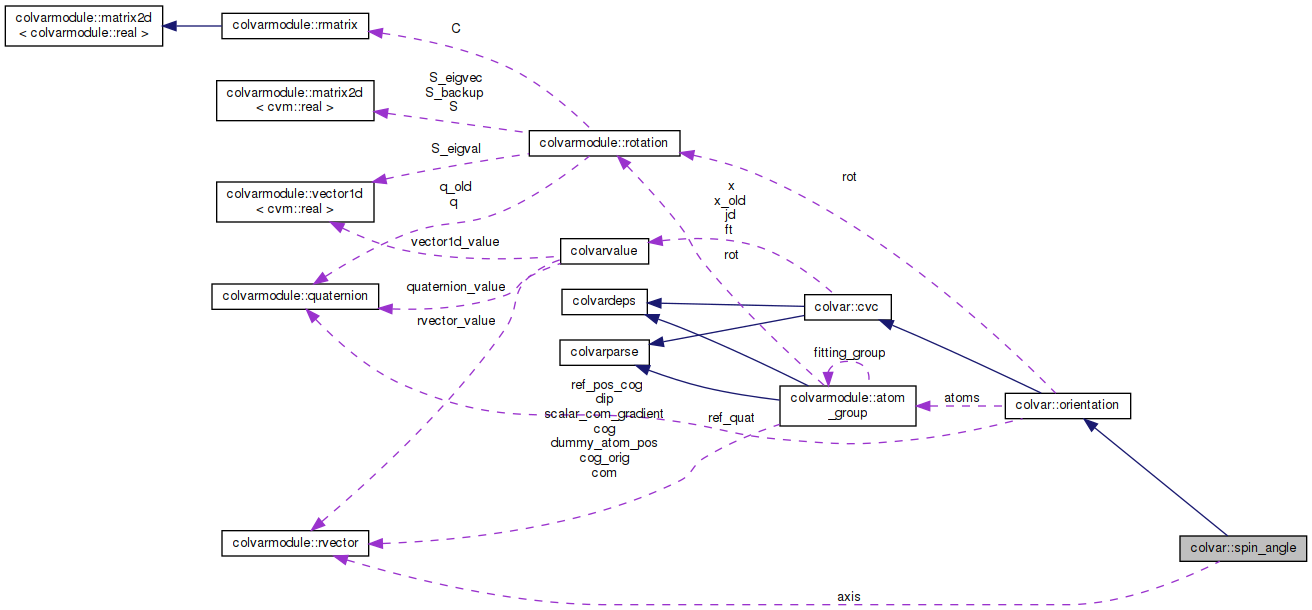 colvarmodule::matrix2d
< colvarmodule::real >
colvarmodule::rmatrix
C
colvarmodule::matrix2d
< cvm::real >
S_eigvec
S_backup
S
colvarmodule::rotation
S_eigval
colvarmodule::vector1d
< cvm::real >
q_old
q
rot
x
x_old
jd
ft
rot
vector1d_value
colvarvalue
colvarmodule::quaternion
quaternion_value
colvardeps
colvar::cvc
rvector_value
colvarparse
fitting_group
colvarmodule::atom
_group
atoms
colvar::orientation
ref_pos_cog
dip
scalar_com_gradient
cog
dummy_atom_pos
cog_orig
com
ref_quat
colvarmodule::rvector
colvar::spin_angle
axis